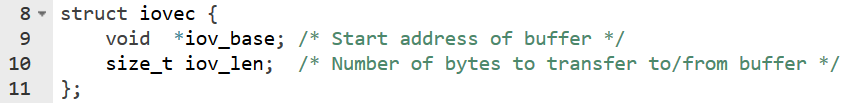 8 struct iovec {
9     void  *iov_base; /* Start address of buffer */
10     size_t iov_len;  /* Number of bytes to transfer to/from buffer */
11 };